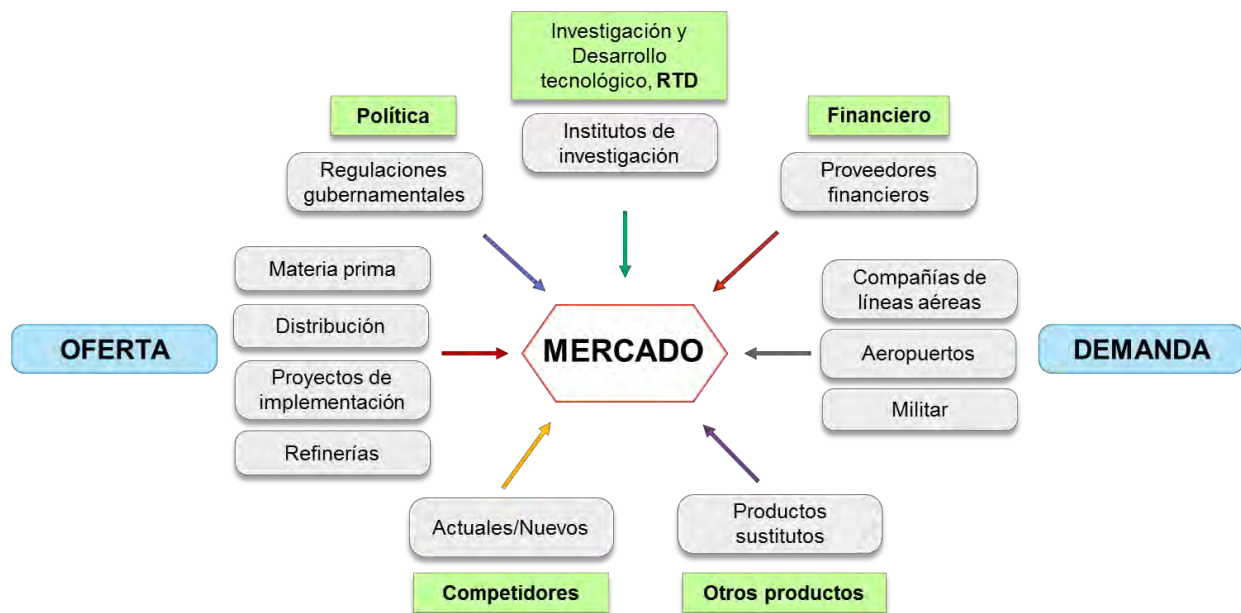 Investigación y
Desarrollo
tecnológico, RTD
Política
Financiero
Institutos de
investigación
Regulaciones
gubernamentales
Proveedores
financieros
Materia prima
Distribución
Proyectos de
implementación
Refinerías
OFERTA
MERCADO
Compañías de
líneas aéreas
Aeropuertos
Militar
DEMANDA
Actuales/Nuevos
Productos
sustitutos
Competidores
Otros productos